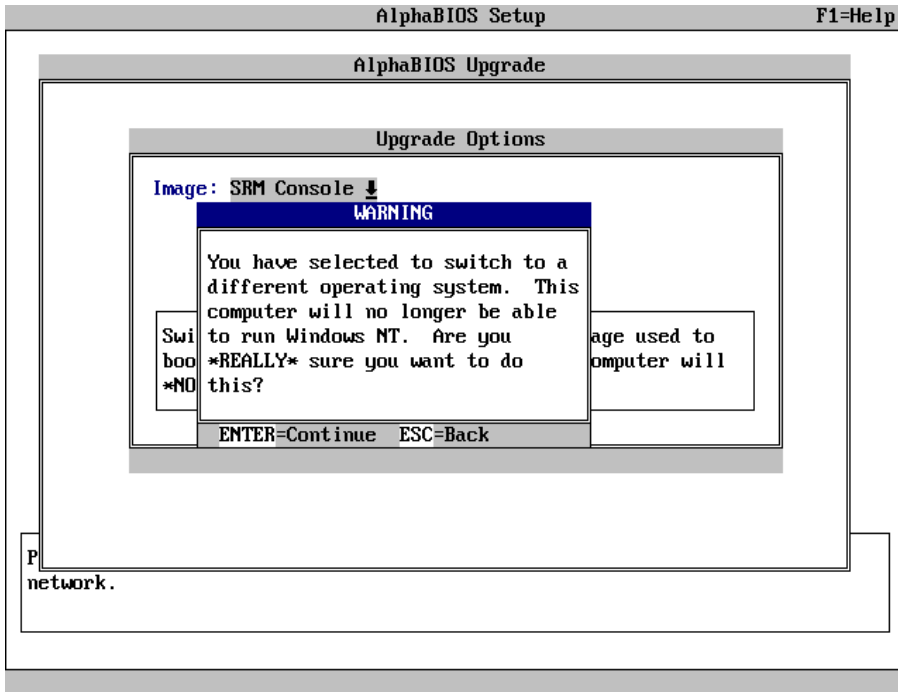 AlphaBIOS Setup F1=Help
AlphaBIOS Upgrade
Upgrade Options
Image: SRM Console
WARNING
You have selected to switch to a
different operating system. This
computer will no longer be able
to run Windows NT. Are you
*REALLY* sure you want to do
this?
ENTER=Continue ESC=Back
Swi age used to
boo omputer will
*NO
P
network.